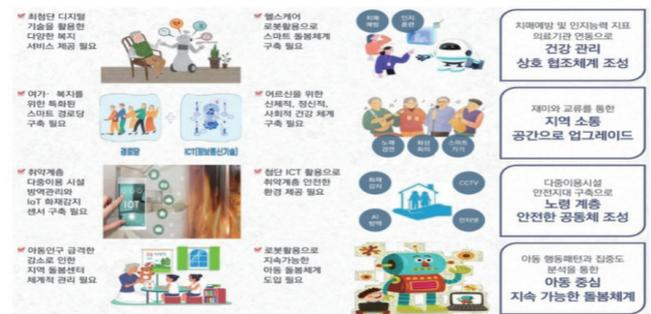 최첨단 디지털
기술을 활용한
다양한 복지
서비스 제공 필요
헬스케어
로봇활용으로
스마트 돌봄체계
구축 필요
치매
예방
인지
훈련
치매예방 및 인지능력 지표
의료기관 연동으로
건강 관리
상호 협조체계 조성
여가· 복지를
위한 특화된
스마트 경로당
구축 필요
경로당
ICT(정보통신기술)
어르신을 위한
신체적, 정신적,
사회적 건강 체계
구축 필요
노래
경연
화상
회의
스마트
기기
재미와 교류를 통한
지역 소통
공간으로 업그레이드
취약계층
다중이용 시설
방역관리와
IoT 화재감지
센서 구축 필요
IOT
첨단 ICT 활용으로
취약계층 안전한
환경 제공 필요
화재
감지
CCTV
AI
방역
인터넷
다중이용시설
안전지대 구축으로
노령 계층
안전한 공동체 조성
아동인구 급격한
감소로 인한
지역 돌봄센터
체계적 관리 필요
로봇활용으로
지속가능한
아동 돌봄체계
도입 필요
아동 행동패턴과 집중도
분석을 통한
아동 중심
지속 가능한 돌봄체계